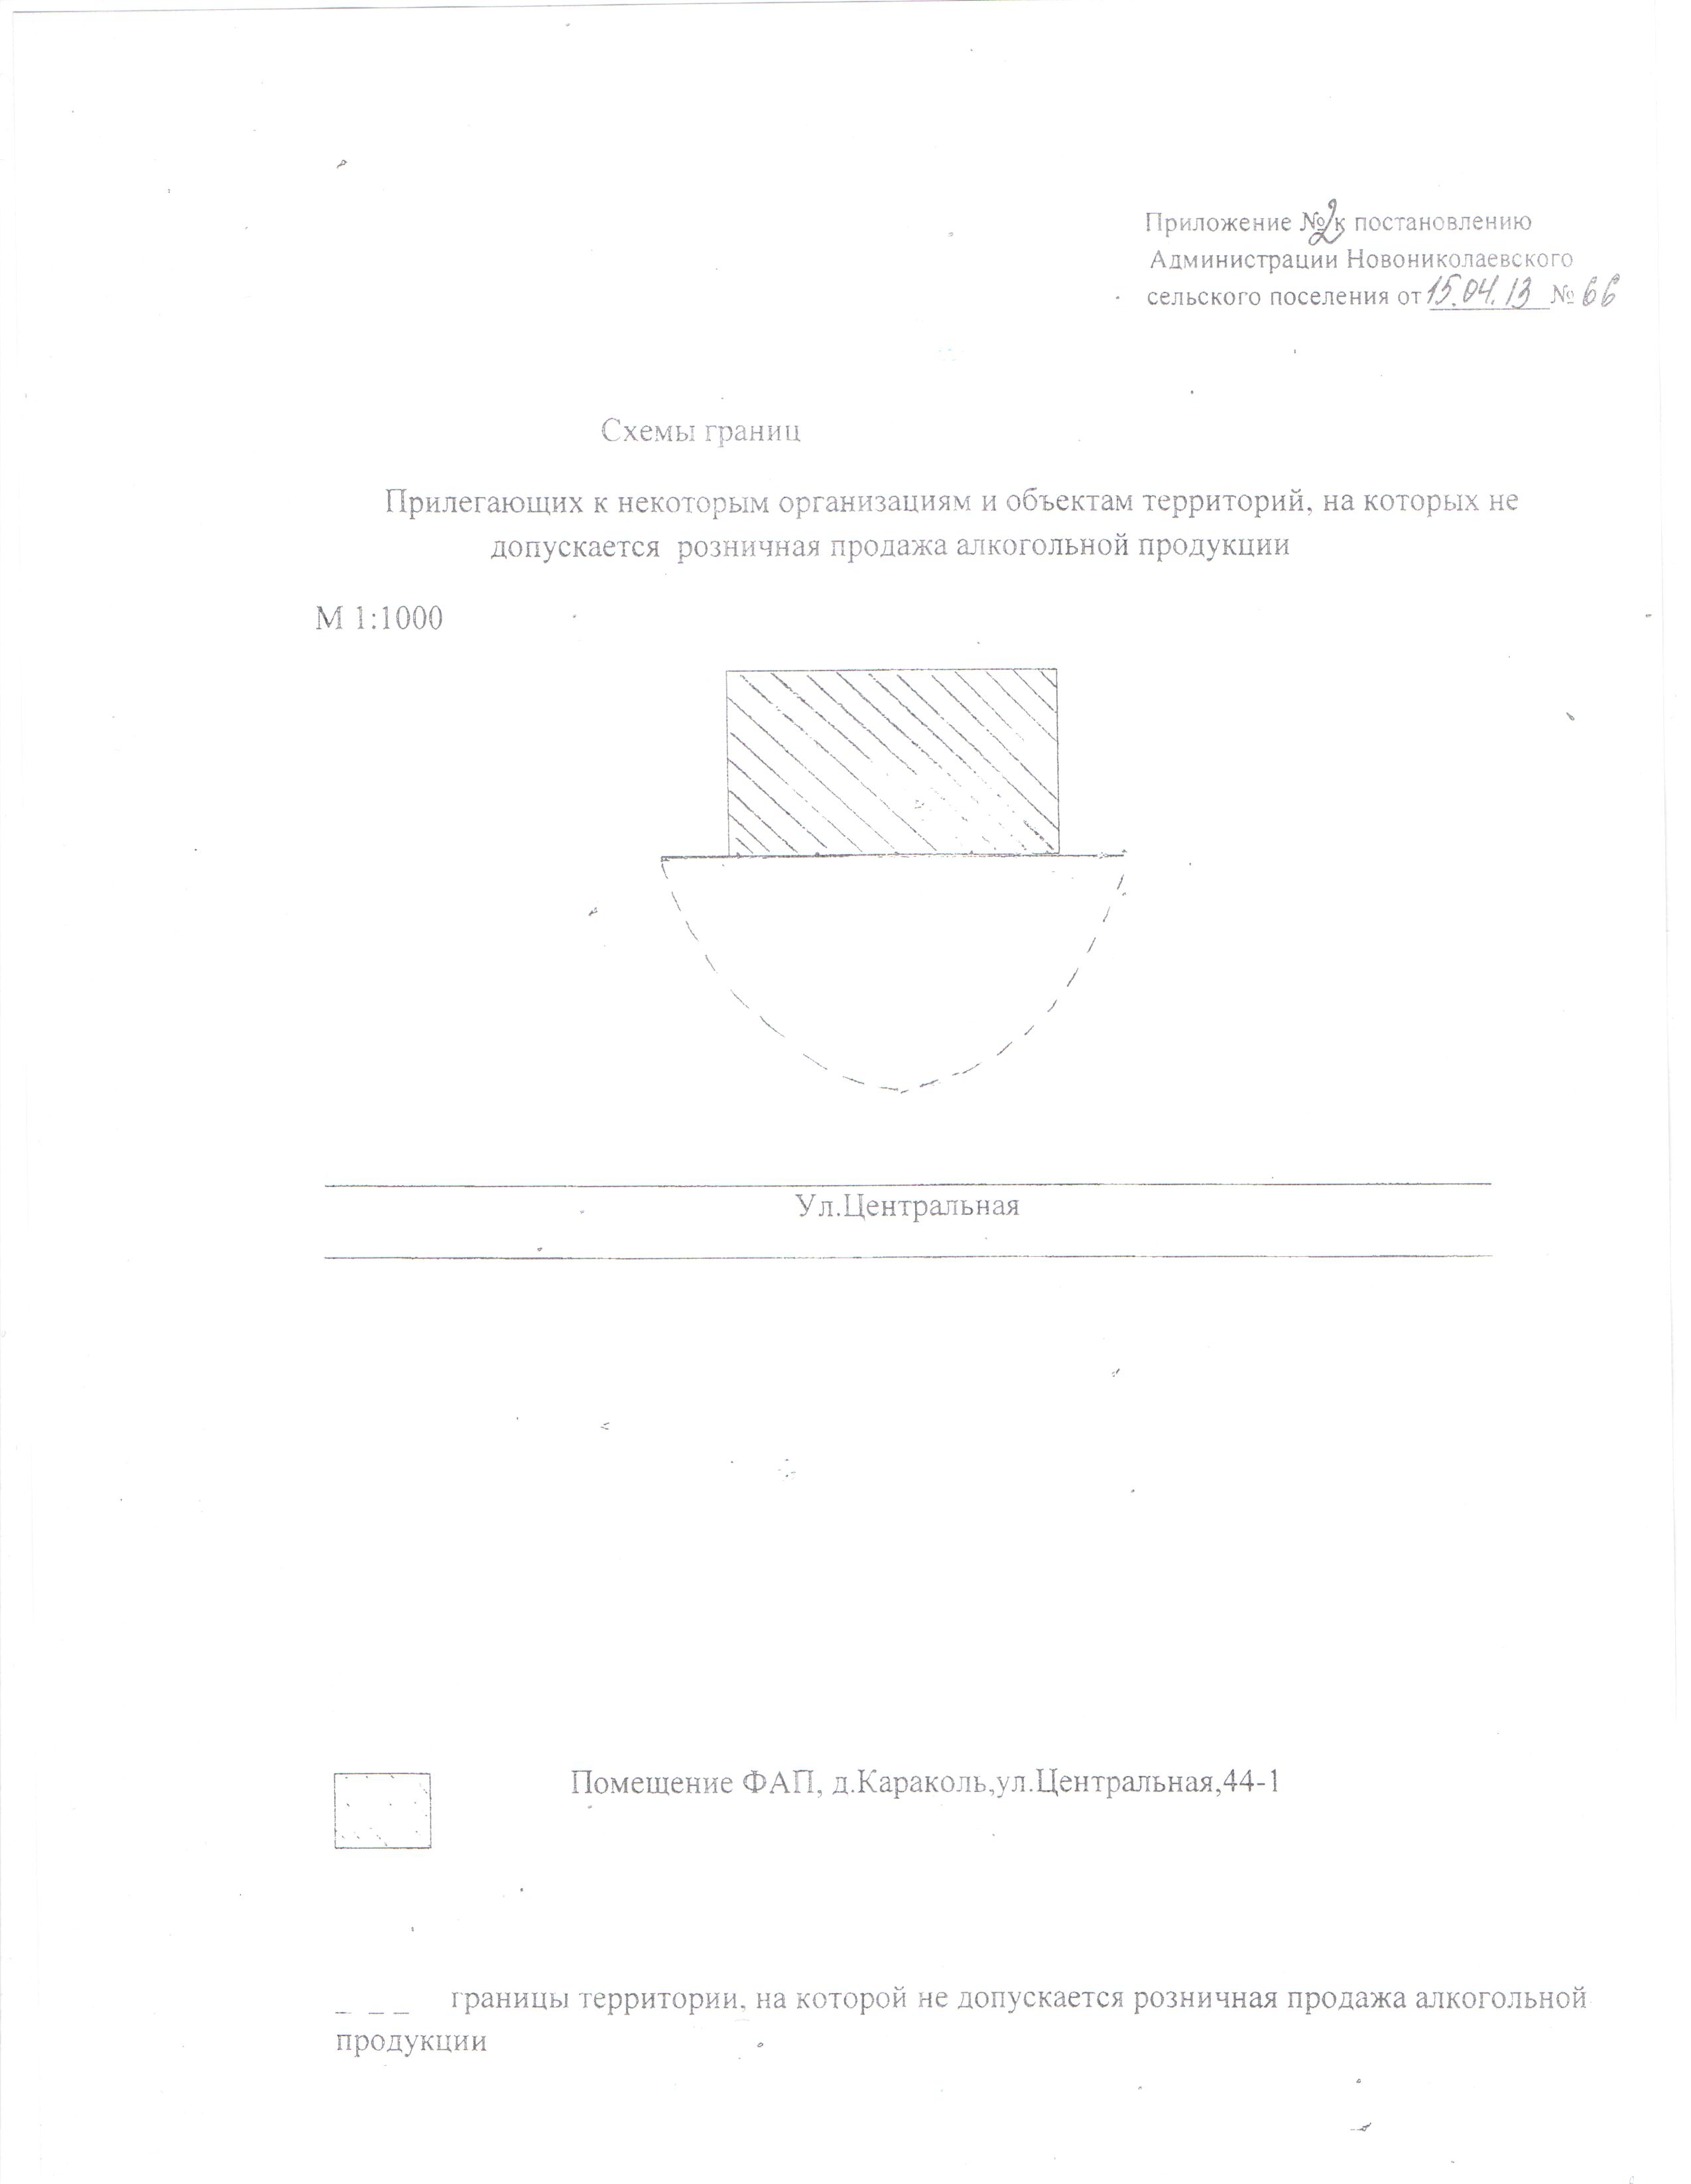 Приложение №2к постановлению
Администрации Новониколаевского
сельского поселения от 15.04.13 № 66
Схемы границ
Прилегающих к некоторым организациям и объектам территорий, на которых не
допускается розничная продажа алкогольной продукции
М 1:1000
Ул.Центральная
Помещение ФАП, д.Караколь,ул.Центральная,44-1
_ _ _ границы территории, на которой не допускается розничная продажа алкогольной
продукции